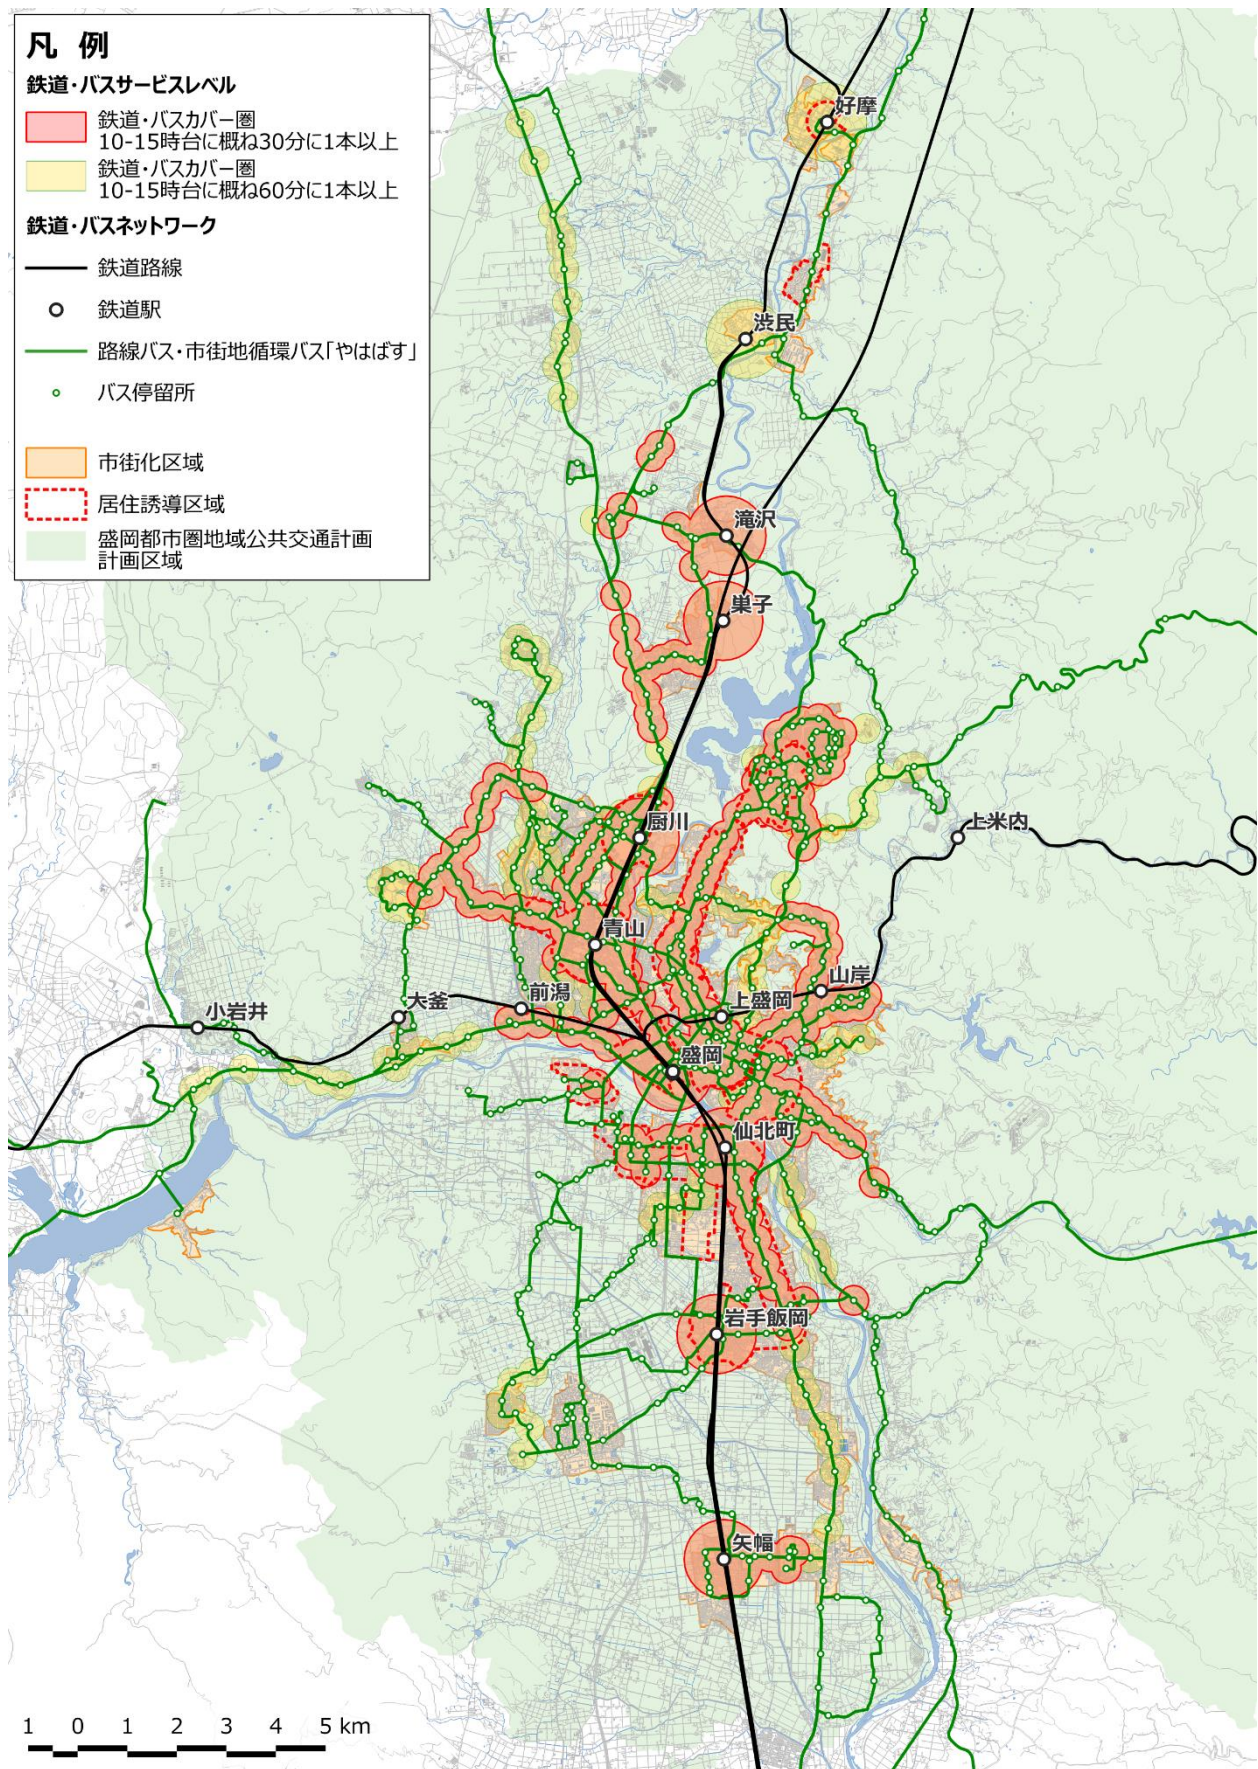 凡 例
鉄道・バスサービスレベル
鉄道・バスカバー圏
10-15時台に概ね30分に1本以上
鉄道・バスカバー圏
10-15時台に概ね60分に1本以上
鉄道・バスネットワーク
鉄道路線
鉄道駅
路線バス・市街地循環バス「やはばす」
バス停留所
市街化区域
居住誘導区域
盛岡都市圏地域公共交通計画
計画区域
好摩
渋民
滝沢
巣子
厨川
上米内
青山
山岸
前潟
大釜
上盛岡
小岩井
盛岡
仙北町
岩手飯岡
矢幅
1 0 1 2 3 4 5 km